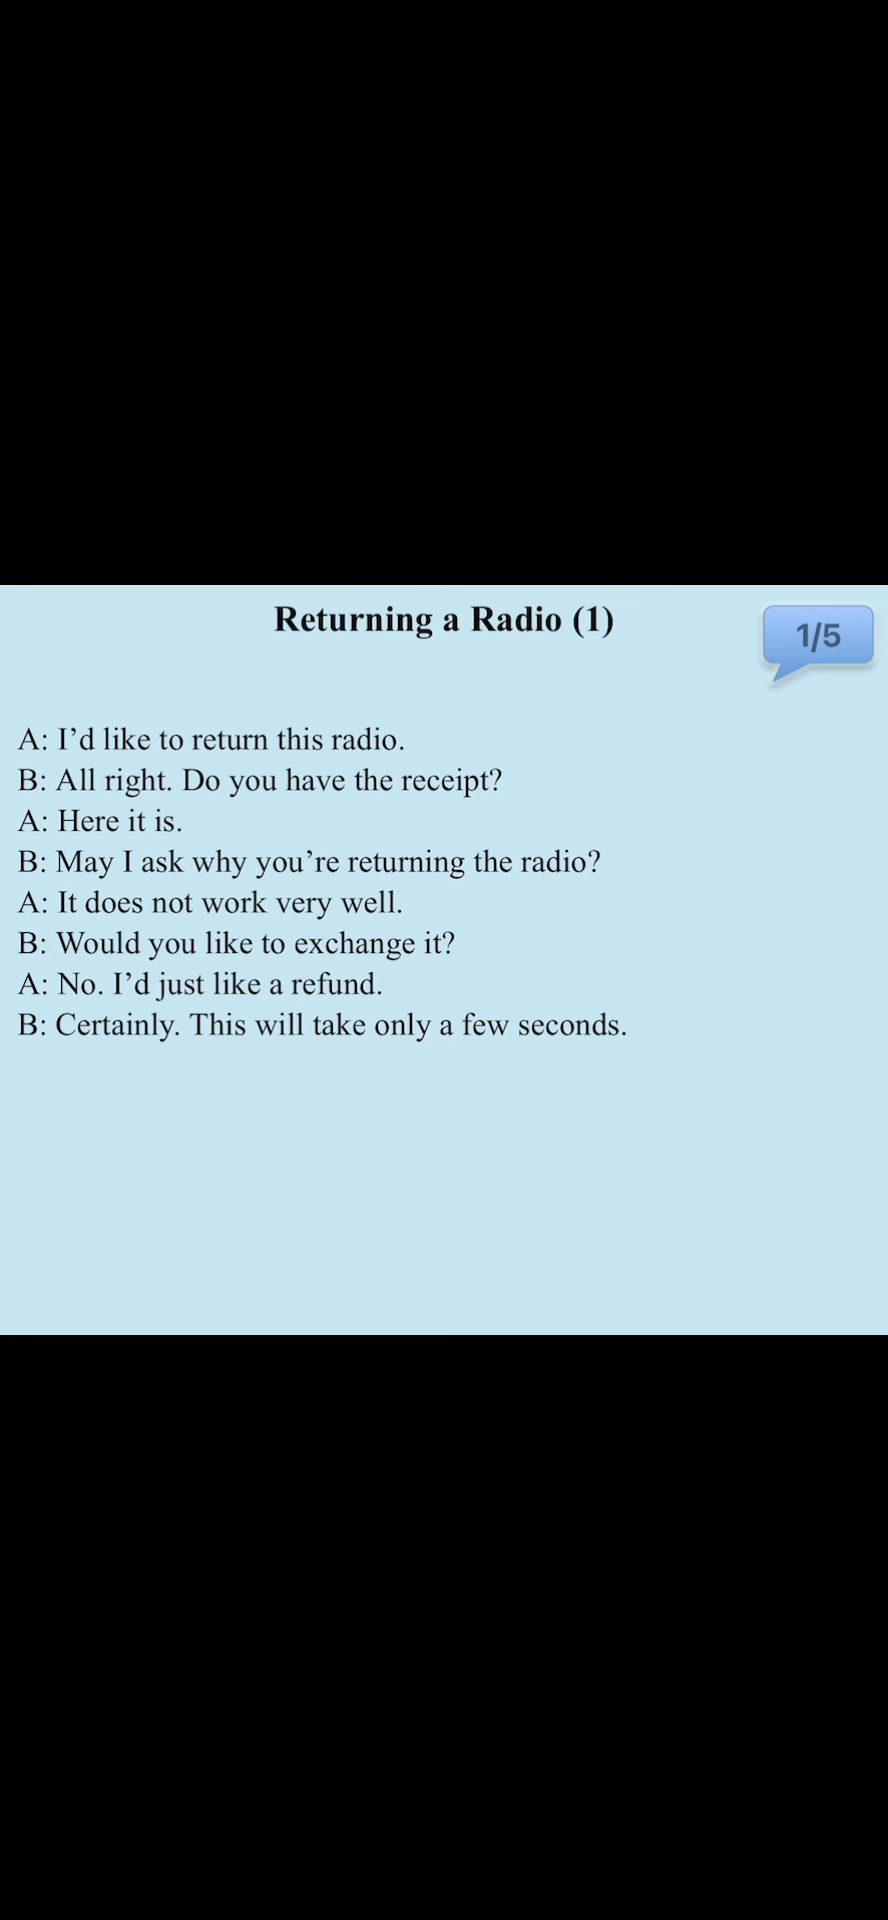 Returning a Radio (1)
1/5
A: I’d like to return this radio.
B: All right. Do you have the receipt?
A: Here it is.
B: May I ask why you’re returning the radio?
A: It does not work very well.
B: Would you like to exchange it?
A: No. I’d just like a refund.
B: Certainly. This will take only a few seconds.